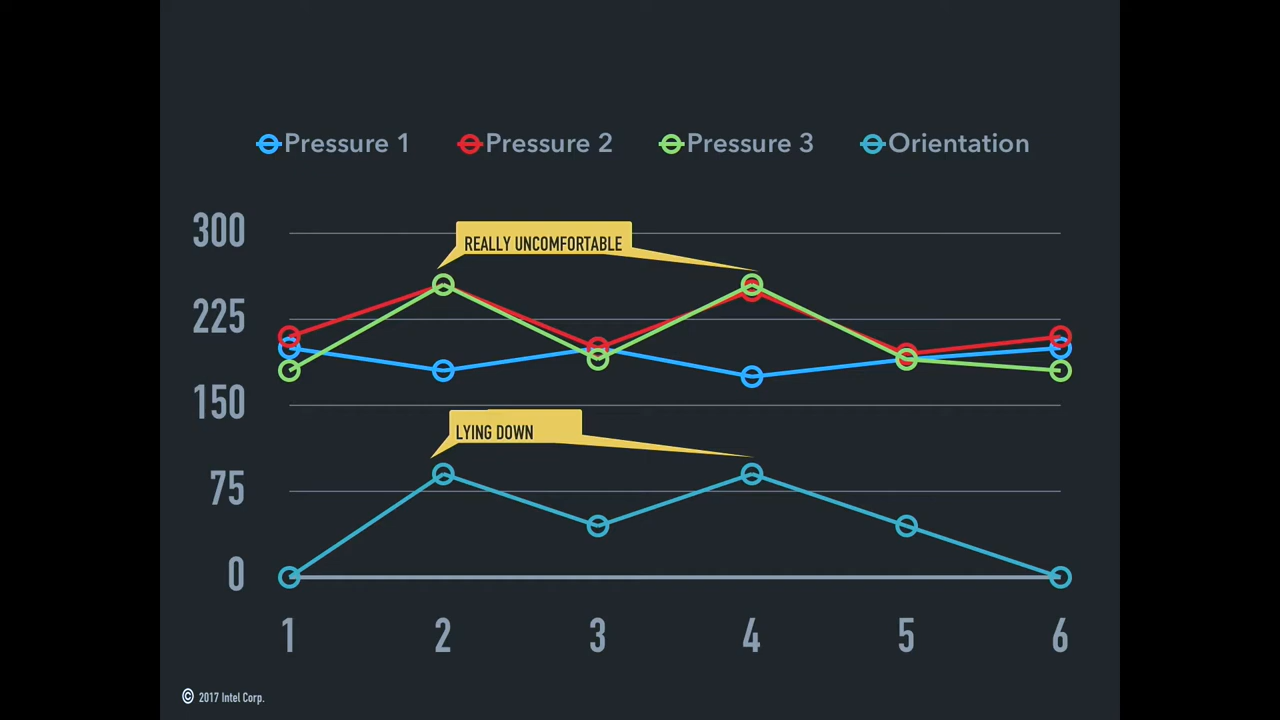 Pressure 1 Pressure 2 Pressure 3 Orientation
300
REALLY UNCOMFORTABLE
225
150
LYING DOWN
75
0
1 2 3 4 5 6
© 2017 Intel Corp.